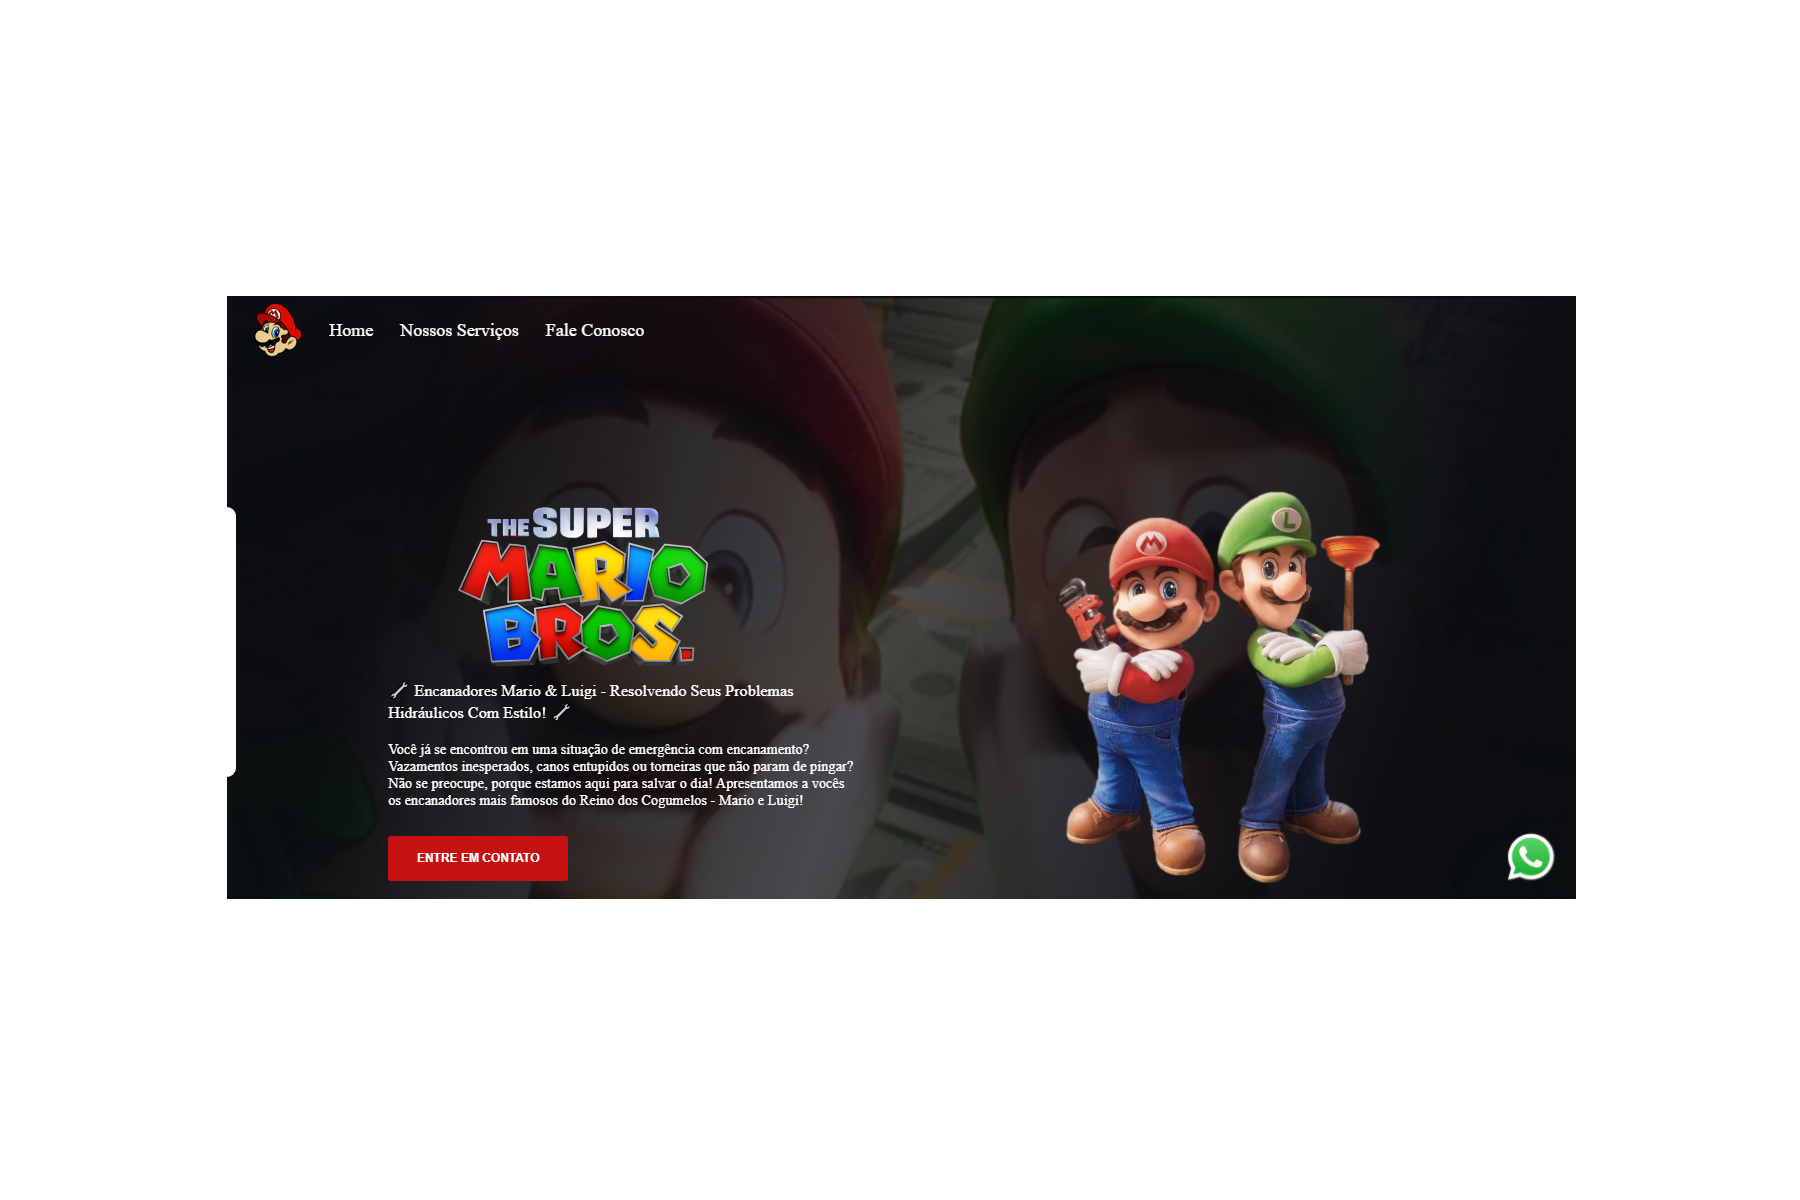 Home Nossos Serviços Fale Conosco
THE SUPER
MARIO
BROS.
Encanadores Mario & Luigi - Resolvendo Seus Problemas
Hidráulicos Com Estilo!
Você já se encontrou em uma situação de emergência com encanamento?
Vazamentos inesperados, canos entupidos ou torneiras que não param de pingar?
Não se preocupe, porque estamos aqui para salvar o dia! Apresentamos a vocês
os encanadores mais famosos do Reino dos Cogumelos - Mario e Luigi!
ENTRE EM CONTATO
M
L